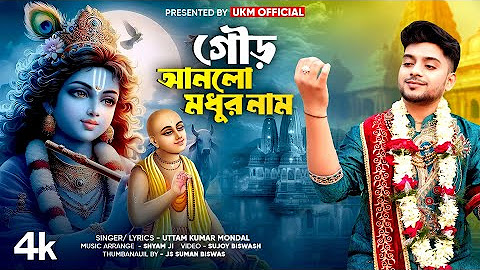 PRESENTED BY UKM OFFICIAL
গৌড়
আনলো
মধুর নাম
SINGER/ LYRICS - UTTAM KUMAR MONDAL
MUSIC ARRANGE - SHYAM JI VIDEO - SUJOY BISWASH
THUMBANAUIL BY - JS SUMAN BISWAS
4k